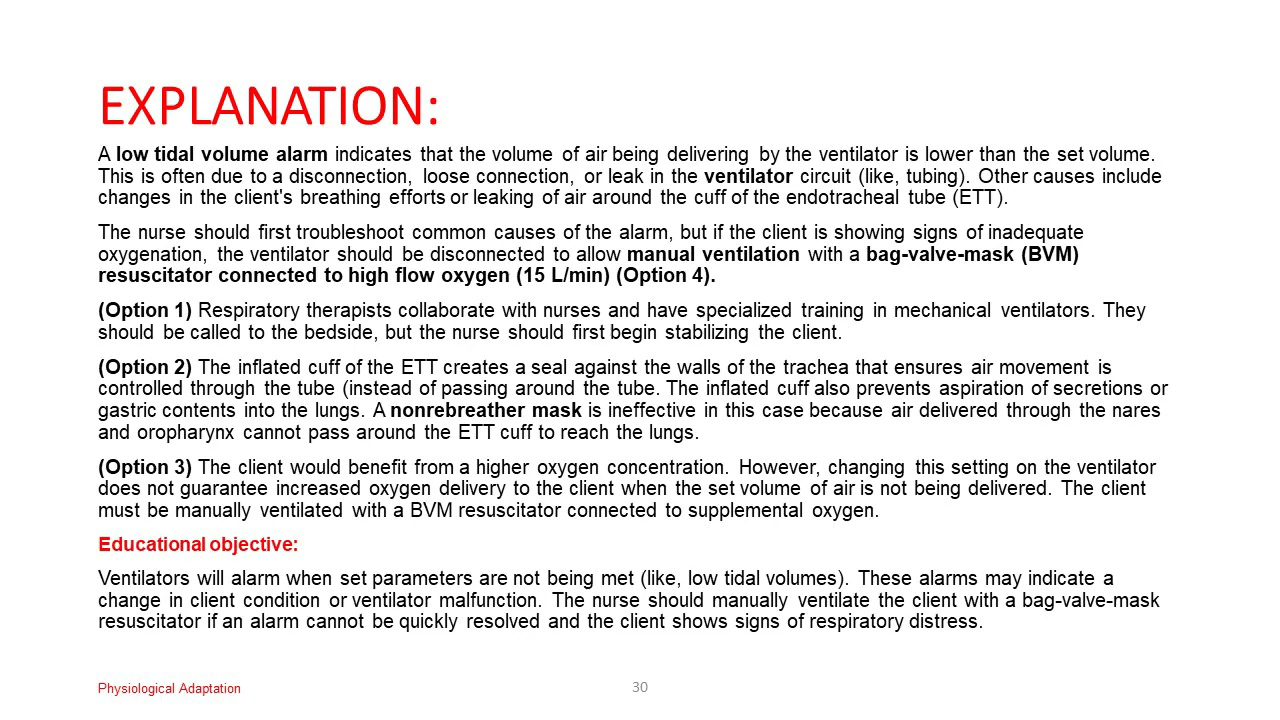 EXPLANATION:
A low tidal volume alarm indicates that the volume of air being delivering by the ventilator is lower than the set volume.
This is often due to a disconnection, loose connection, or leak in the ventilator circuit (like, tubing). Other causes include
changes in the client's breathing efforts or leaking of air around the cuff of the endotracheal tube (ETT).
The nurse should first troubleshoot common causes of the alarm, but if the client is showing signs of inadequate
oxygenation, the ventilator should be disconnected to allow manual ventilation with a bag-valve-mask (BVM)
resuscitator connected to high flow oxygen (15 L/min) (Option 4).
(Option 1) Respiratory therapists collaborate with nurses and have specialized training in mechanical ventilators. They
should be called to the bedside, but the nurse should first begin stabilizing the client.
(Option 2) The inflated cuff of the ETT creates a seal against the walls of the trachea that ensures air movement is
controlled through the tube (instead of passing around the tube. The inflated cuff also prevents aspiration of secretions or
gastric contents into the lungs. A nonrebreather mask is ineffective in this case because air delivered through the nares
and oropharynx cannot pass around the ETT cuff to reach the lungs.
(Option 3) The client would benefit from a higher oxygen concentration. However, changing this setting on the ventilator
does not guarantee increased oxygen delivery to the client when the set volume of air is not being delivered. The client
must be manually ventilated with a BVM resuscitator connected to supplemental oxygen.
Educational objective:
Ventilators will alarm when set parameters are not being met (like, low tidal volumes). These alarms may indicate a
change in client condition or ventilator malfunction. The nurse should manually ventilate the client with a bag-valve-mask
resuscitator if an alarm cannot be quickly resolved and the client shows signs of respiratory distress.
Physiological Adaptation
30